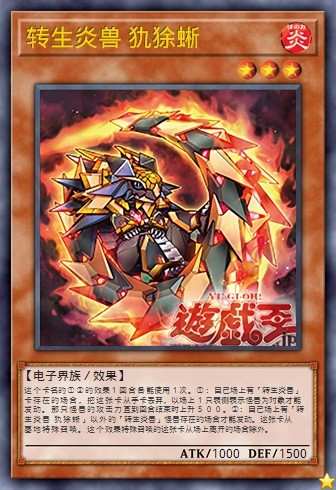 转生炎兽 犰狳蜥
炎
YU-GI-OH!
遊戯王
【电子界族／效果】
这个卡名的①②的效果１回合各能使用１次。①：自己场上有「转生炎兽」
卡存在的场合，把这张卡从手卡丢弃，以场上１只表侧表示怪兽为对象才能
发动。那只怪兽的攻击力直到回合结束时上升５００。②：自己场上有「转
生炎兽 犰狳蜥」以外的「转生炎兽」怪兽存在的场合才能发动。这张卡从
墓地特殊召唤。这个效果特殊召唤的这张卡从场上离开的场合除外。
ATK/1000 DEF/1500